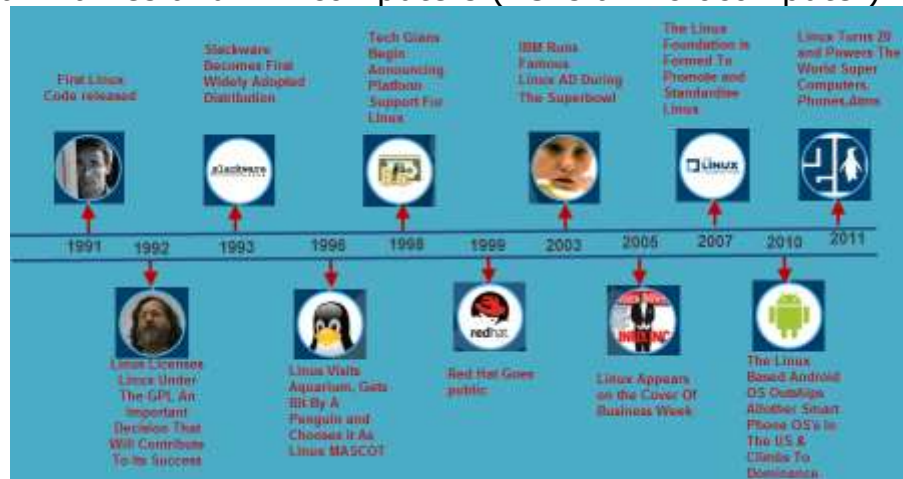 First Linux
Code released
Slackware
Becomes First
Widely Adopted
Distribution
Tech Gians
Begin
Announcing
Platform
Support For
Linux
IBM Runs
Famous
Linux AD During
The Superbowl
The Linux
Foundation is
Formed To
Promote and
Standardise
Linux
Linux Turns 20
and Powers The
World Super
Computers,
Phones,Atms
slackware
LINUX
1991
1992
1993
1996
1998
1999
2003
2005
2007
2010
2011
redhat
Linus Licenses
Linux Under
The GPL An
Important
Decision That
Will Contribute
To Its Success
Linus Visits
Aquarium, Gets
Bit By A
Penguin and
Chooses it As
Linux MASCOT
Red Hat Goes
public
Linux Appears
on the Cover Of
Business Week
The Linux
Based Android
OS Outships
Allother Smart
Phone OS's In
The US &
Climbs To
Dominance